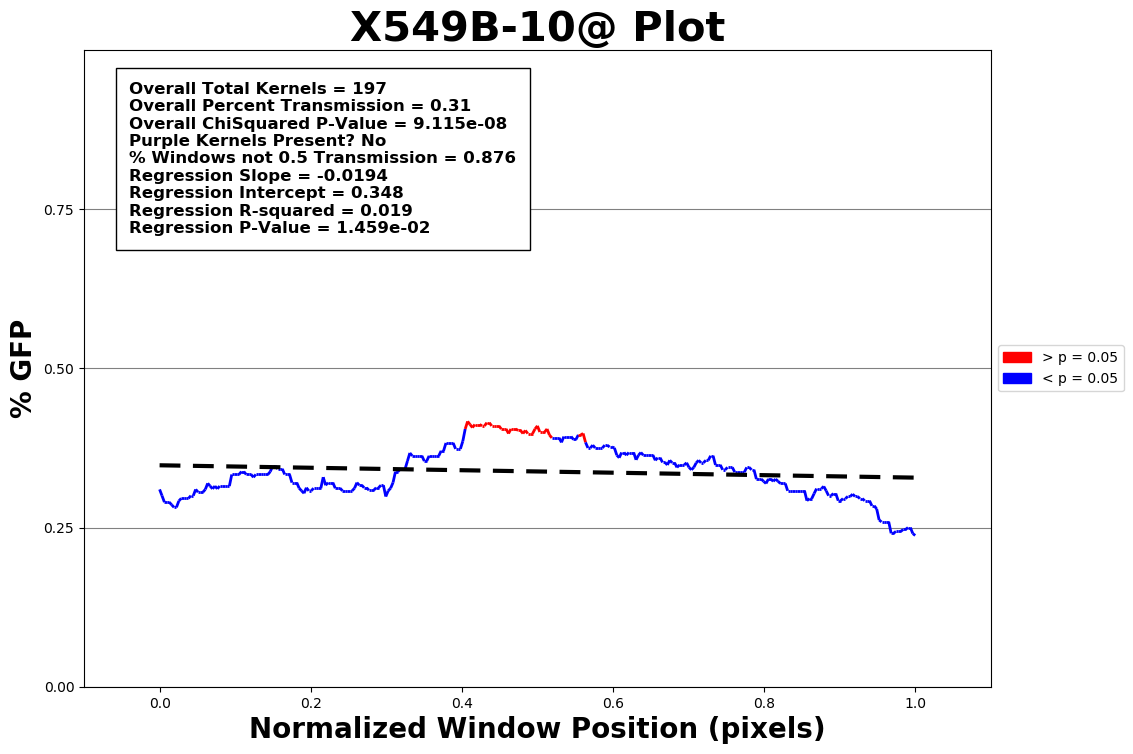 X549B-10@ Plot
Overall Total Kernels = 197
Overall Percent Transmission = 0.31
Overall ChiSquared P-Value = 9.115e-08
Purple Kernels Present? No
% Windows not 0.5 Transmission = 0.876
Regression Slope = -0.0194
Regression Intercept = 0.348
Regression R-squared = 0.019
Regression P-Value = 1.459e-02
% GFP
0.75
0.50
0.25
0.00
> p = 0.05
< p = 0.05
0.0 0.2 0.4 0.6 0.8 1.0
Normalized Window Position (pixels)